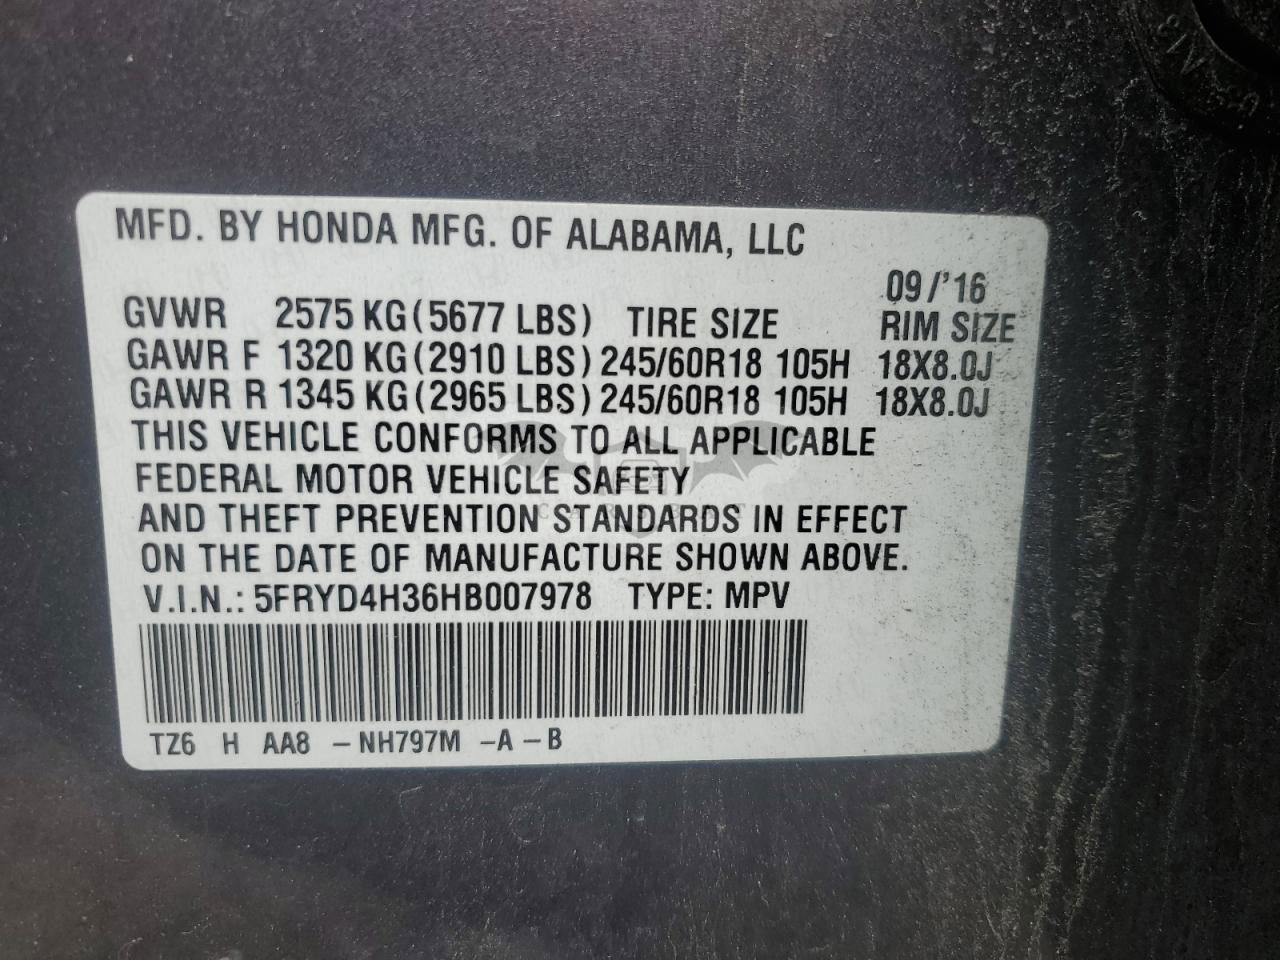 MFD. BY HONDA MFG. OF ALABAMA, LLC
09/'16
GVWR 2575 KG (5677 LBS) TIRE SIZE RIM SIZE
GAWR F 1320 KG (2910 LBS) 245/60R18 105H 18X8.0J
GAWR R 1345 KG (2965 LBS) 245/60R18 105H 18X8.0J
THIS VEHICLE CONFORMS TO ALL APPLICABLE
FEDERAL MOTOR VEHICLE SAFETY
AND THEFT PREVENTION STANDARDS IN EFFECT
ON THE DATE OF MANUFACTURE SHOWN ABOVE.
V.I.N.: 5FRYD4H36HB007978 TYPE: MPV
TZ6 H AA8 -NH797M -A -B